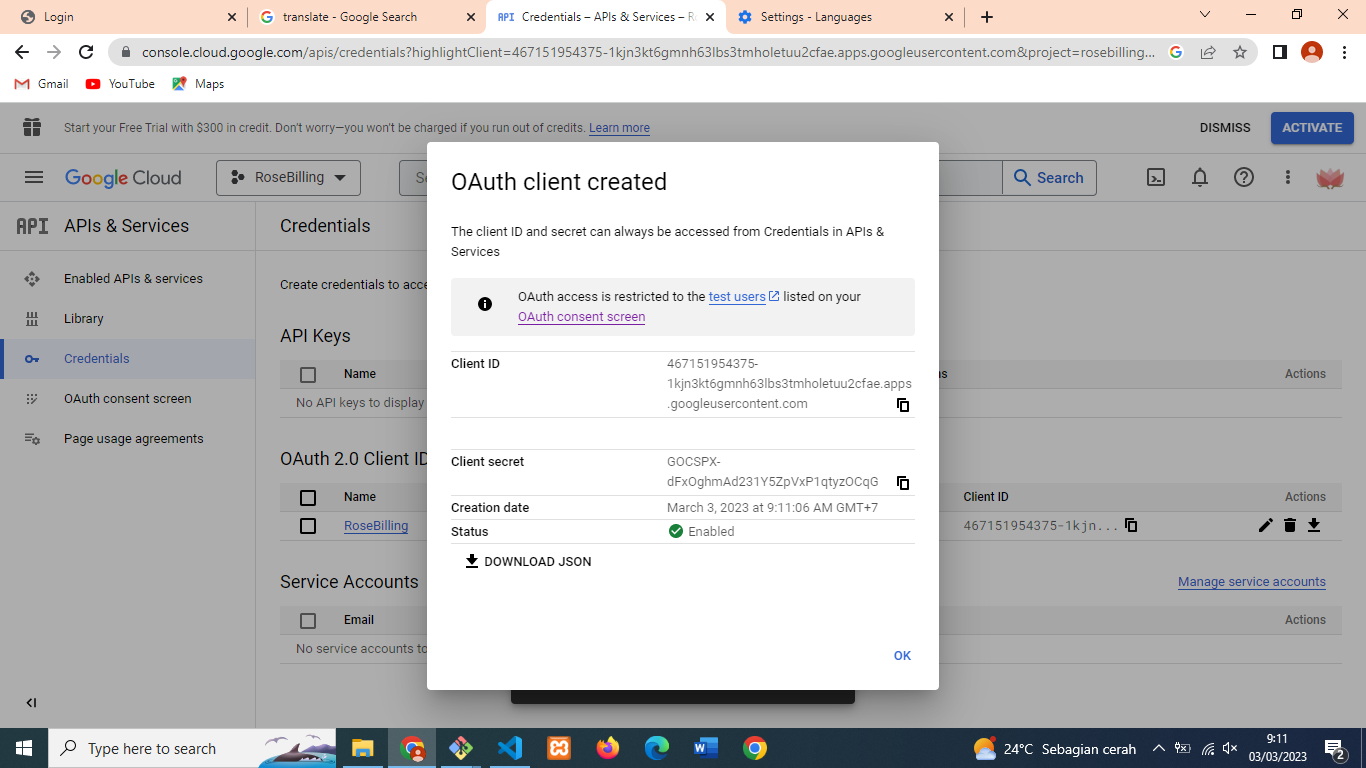 Login
translate - Google Search
API Credentials – APIs & Services – R
Settings - Languages
console.cloud.google.com/apis/credentials?highlightClient=467151954375-1kjn3kt6gmnh63lbs3tmholetuu2cfae.apps.googleusercontent.com&project=rosebilling...
Gmail
YouTube
Maps
Start your Free Trial with $300 in credit. Don't worry—you won't be charged if you run out of credits. Learn more
DISMISS
ACTIVATE
Google Cloud
RoseBilling
Search
API APIs & Services
Enabled APIs & services
Library
Credentials
OAuth consent screen
Page usage agreements
Credentials
Create credentials to acce
API Keys
Name
Actions
No API keys to display
OAuth 2.0 Client ID
Name
Client ID
Actions
RoseBilling
467151954375-1kjn...
Service Accounts
Manage service accounts
Email
Actions
No service accounts to
OAuth client created
The client ID and secret can always be accessed from Credentials in APIs &
Services
OAuth access is restricted to the test users listed on your
OAuth consent screen
Client ID
467151954375-
1kjn3kt6gmnh63lbs3tmholetuu2cfae.apps
.googleusercontent.com
Client secret
GOCSPX-
dFxOghmAd231Y5ZpVxP1qtyzOCqG
Creation date
March 3, 2023 at 9:11:06 AM GMT+7
Status
Enabled
DOWNLOAD JSON
OK
Type here to search
24°C Sebagian cerah
9:11
03/03/2023
2